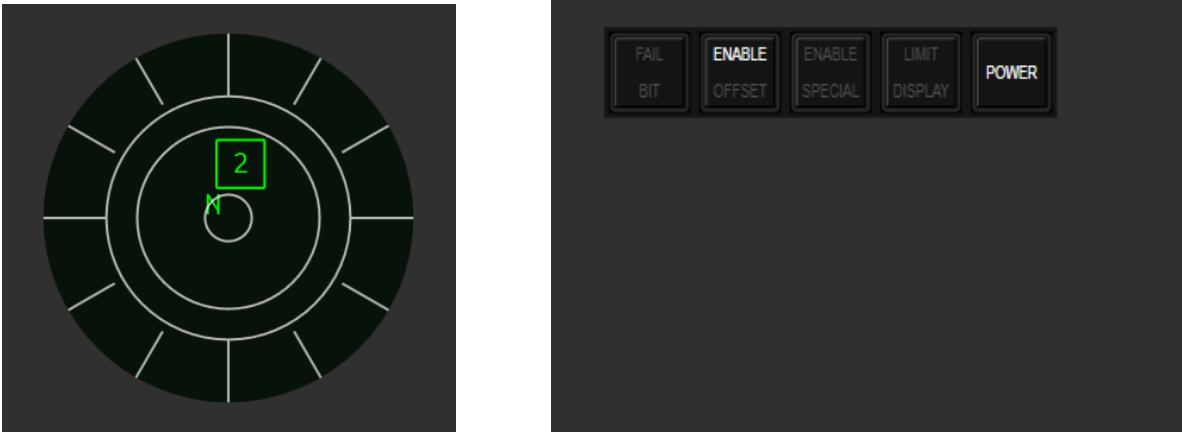 2
N
FAIL
BIT
ENABLE
OFFSET
ENABLE
SPECIAL
LIMIT
DISPLAY
POWER